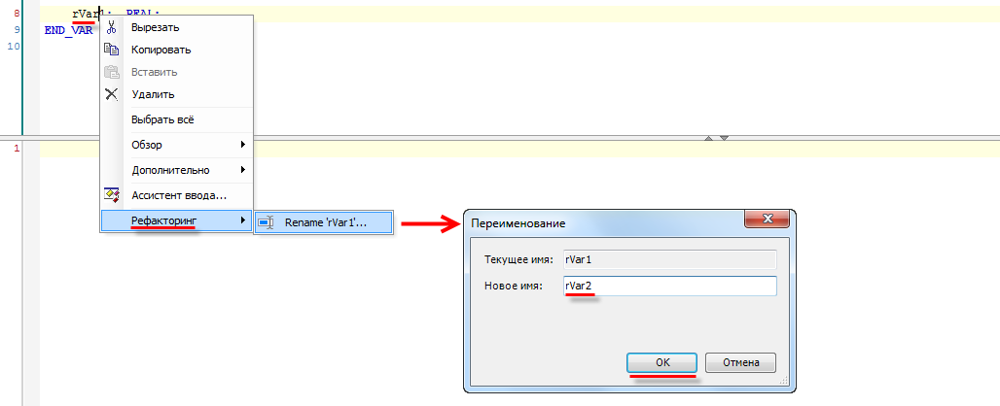 8 rVar1: REAL;
9 END_VAR
10
Вырезать
Копировать
Вставить
Удалить
Выбрать всё
Обзор
Дополнительно
Ассистент ввода...
Рефакторинг
Rename 'rVar1'...
1
Переименование
Текущее имя: rVar1
Новое имя: rVar2
OK Отмена